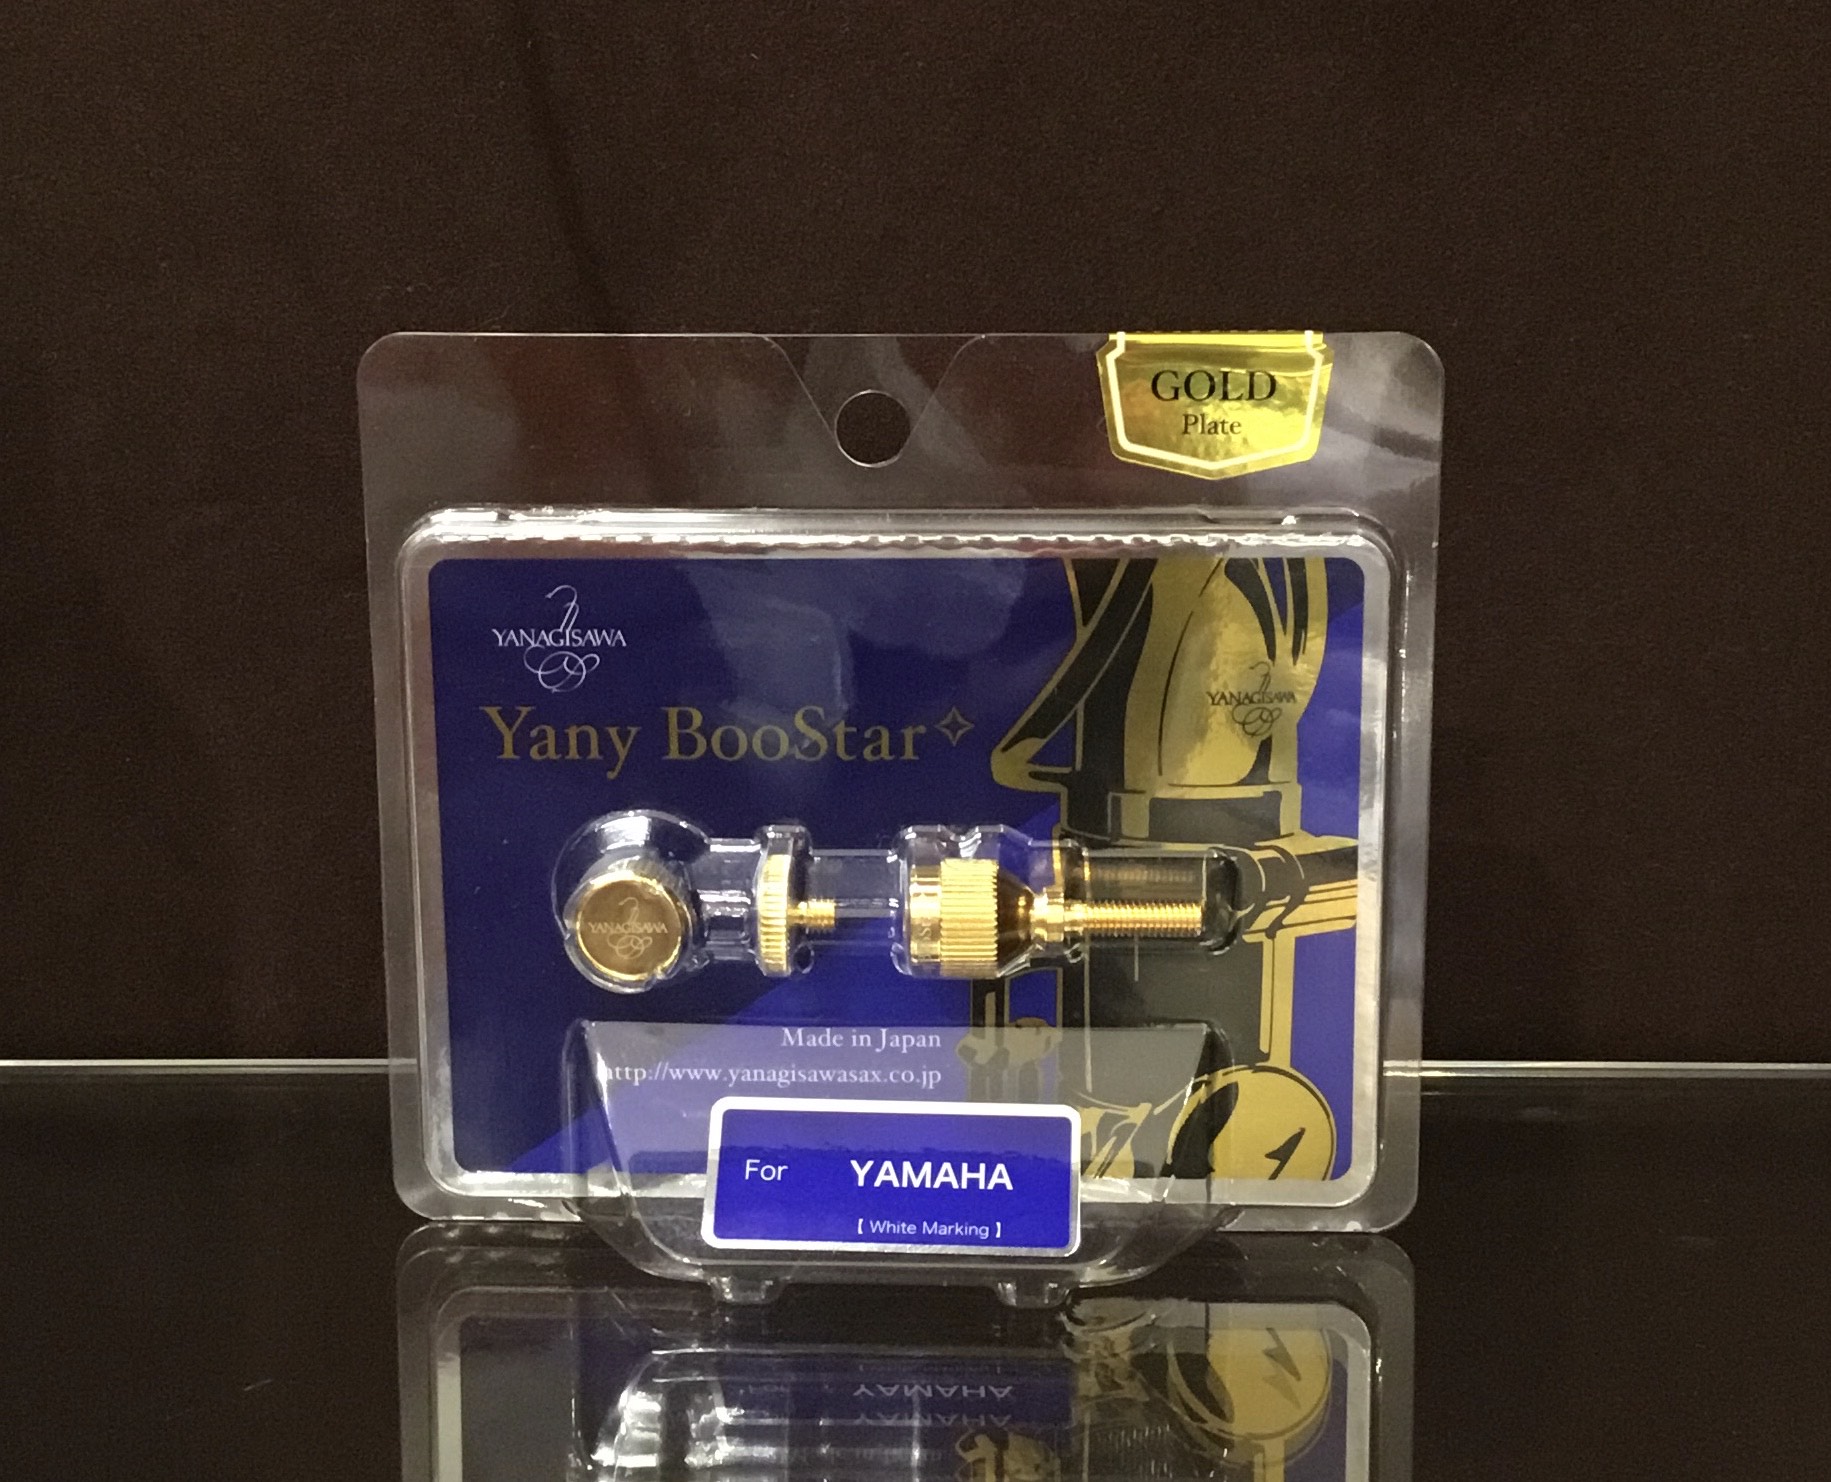 GOLD
Plate
YANAGISAWA
YANAGISAWA
Yany BooStar
YANAGISAWA
Made in Japan
http://www.yanagisawasax.co.jp
For YAMAHA
【 White Marking 】